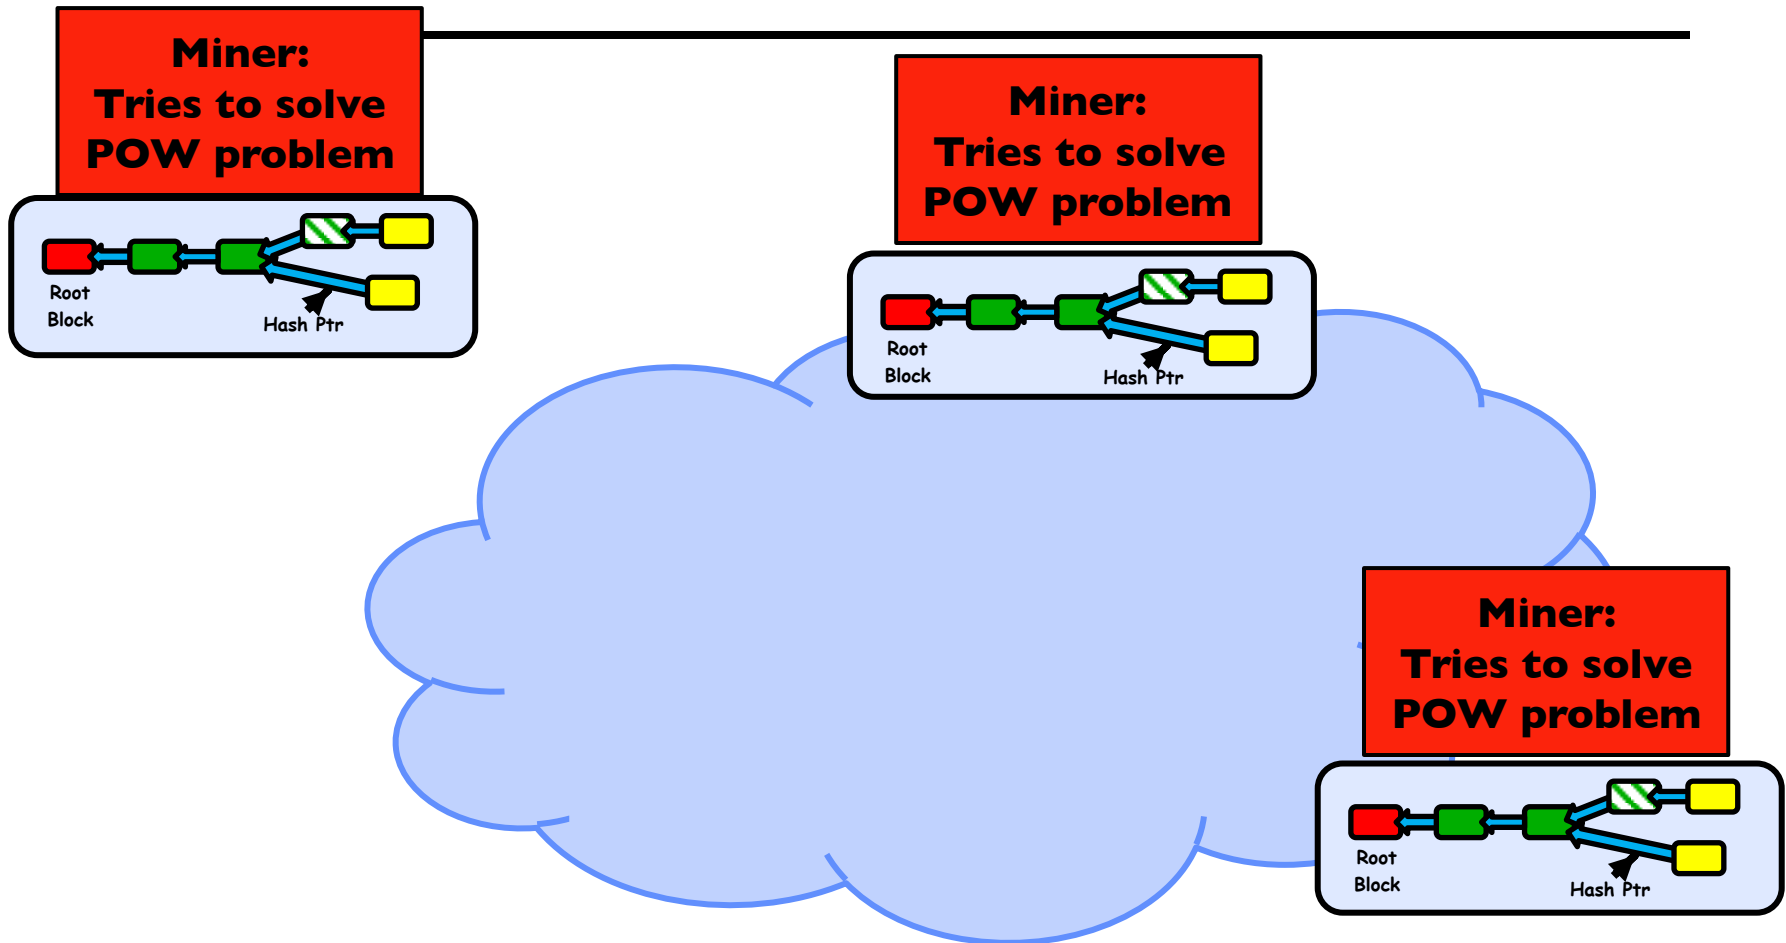 Miner:
Tries to solve
POW problem
Root
Block
Hash Ptr
Miner:
Tries to solve
POW problem
Root
Block
Hash Ptr
Miner:
Tries to solve
POW problem
Root
Block
Hash Ptr